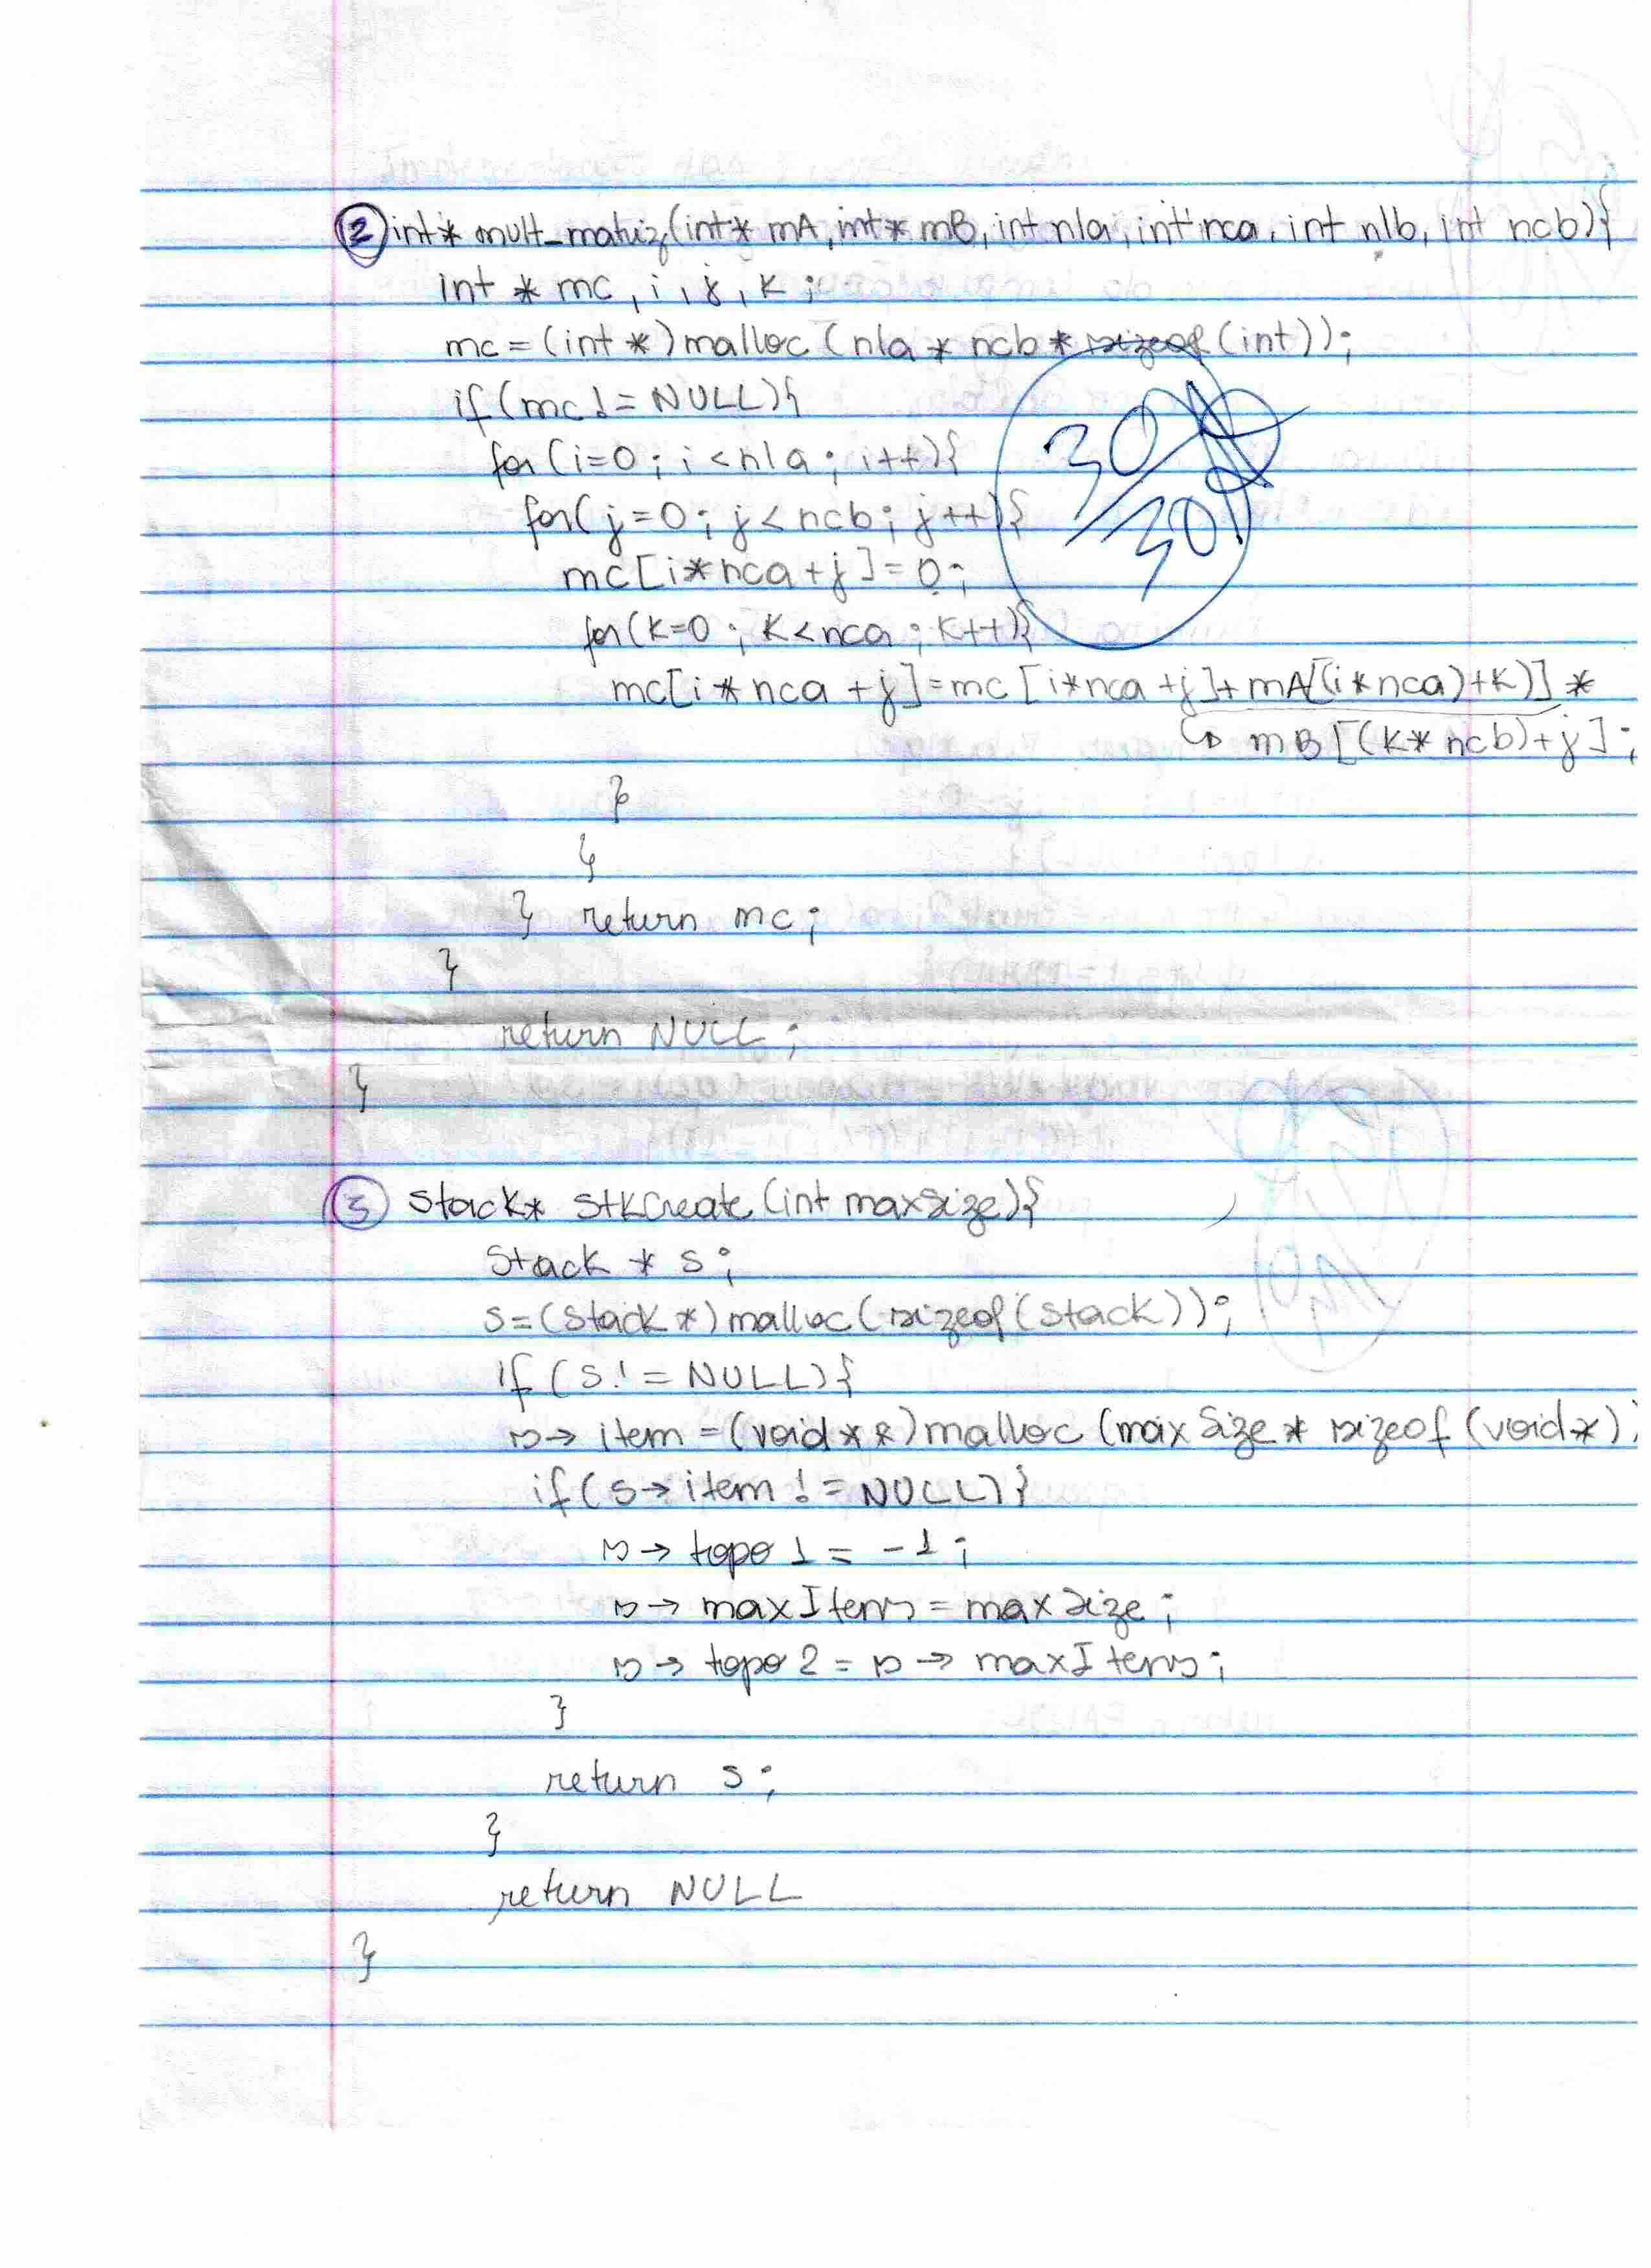 2 int* mult_matriz(int* mA, int* mB, int nla, int nca, int nlb, int ncb){
int * mc, i, j, k;
mc = (int *) malloc (nla * ncb * sizeof (int));
if (mc != NULL){
for (i=0; i<nla; i++){
for (j=0; j<ncb; j++){
mc[i*nca+j]=0;
for(k=0; k<nca; k++){
mc[i*nca+j]=mc[i*nca+j]+mA[(i*nca)+k)] *
↳ mB[(k*ncb)+j];
}
}
} return mc;
}
return NULL;
}
30/30
3 Stack* StkCreate (int maxSize){
Stack * s;
s=(Stack *) malloc (sizeof (Stack));
if (s != NULL){
s→ item = (void **) malloc (maxSize * sizeof (void*)
if (s→ item != NULL){
s→ topo1 = -1;
s→ maxItens = maxSize;
s→ topo2 = s→ maxItens;
}
return s;
}
return NULL
}